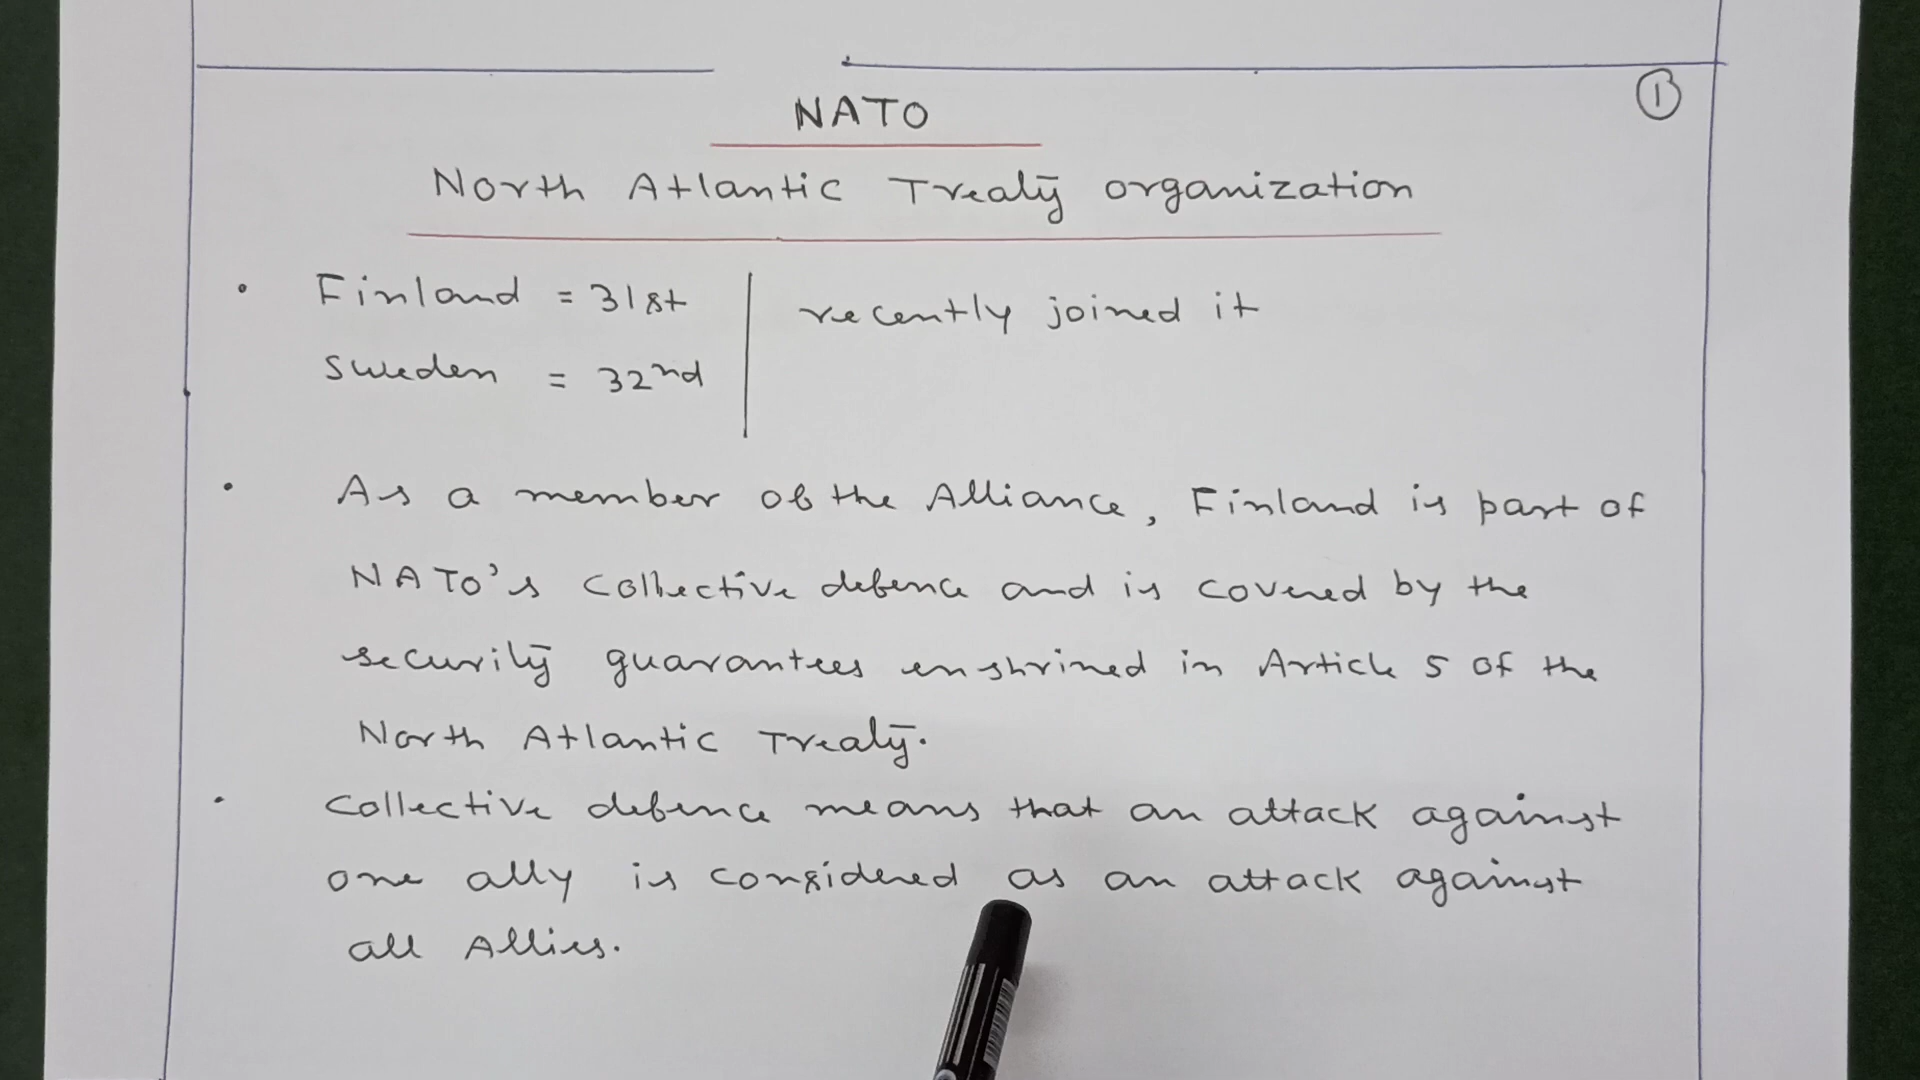 ①
NATO
North Atlantic Treaty organization
• Finland = 31st | recently joined it
Sweden = 32nd
• As a member of the Alliance, Finland is part of
NATO's collective defence and is covered by the
security guarantees enshrined in Article 5 of the
North Atlantic Treaty.
• Collective defence means that an attack against
one ally is considered as an attack against
all Allies.